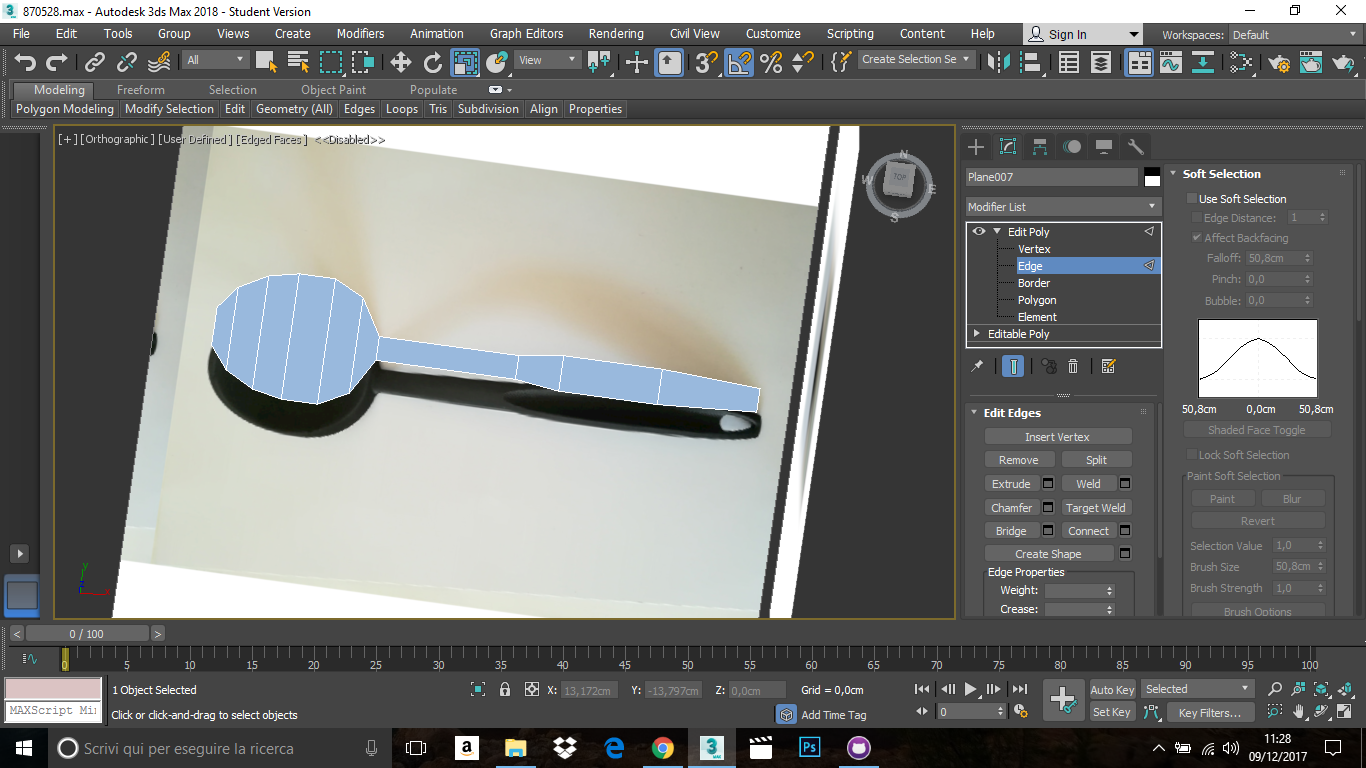 870528.max - Autodesk 3ds Max 2018 - Student Version
File Edit Tools Group Views Create Modifiers Animation Graph Editors Rendering Civil View Customize Scripting Content Help Sign In Workspaces: Default
All View Create Selection Se
Modeling Freeform Selection Object Paint Populate
Polygon Modeling Modify Selection Edit Geometry (All) Edges Loops Tris Subdivision Align Properties
[+] [Orthographic] [User Defined] [Edged Faces] <<Disabled>>
N
W TOP E
S
y
x
Plane007
Modifier List
Edit Poly
Vertex
Edge
Border
Polygon
Element
Editable Poly
Edit Edges
Insert Vertex
Remove Split
Extrude Weld
Chamfer Target Weld
Bridge Connect
Create Shape
Edge Properties
Weight:
Crease:
Soft Selection
Use Soft Selection
Edge Distance: 1
Affect Backfacing
Falloff: 50,8cm
Pinch: 0,0
Bubble: 0,0
50,8cm 0,0cm 50,8cm
Shaded Face Toggle
Lock Soft Selection
Paint Soft Selection
Paint Blur
Revert
Selection Value 1,0
Brush Size 50,8cm
Brush Strength 1,0
Brush Options
< 0 / 100 >
0 5 10 15 20 25 30 35 40 45 50 55 60 65 70 75 80 85 90 95 100
1 Object Selected X: 13,172cm Y: -13,797cm Z: 0,0cm Grid = 0,0cm Auto Key Selected
MAXScript Mi Click or click-and-drag to select objects Add Time Tag 0 Set Key Key Filters...
Scrivi qui per eseguire la ricerca
a
3
MAX
Ps
11:28
09/12/2017